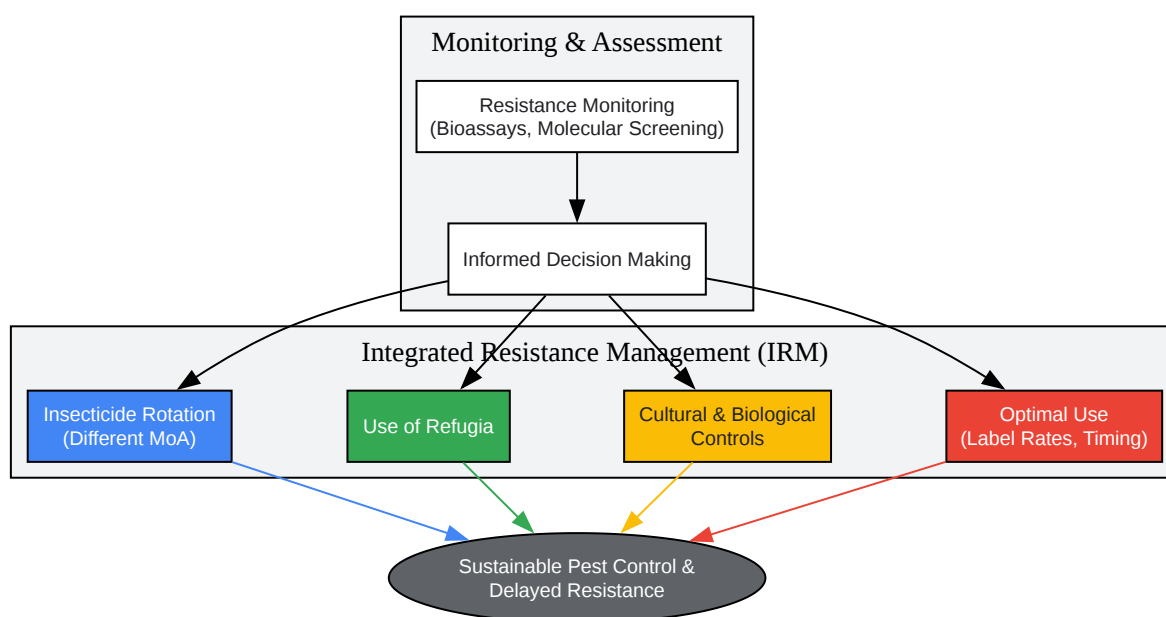 Monitoring & Assessment
Resistance Monitoring
(Bioassays, Molecular Screening)
Informed Decision Making
Integrated Resistance Management (IRM)
Insecticide Rotation
(Different MoA)
Use of Refugia
Cultural & Biological
Controls
Optimal Use
(Label Rates, Timing)
Sustainable Pest Control &
Delayed Resistance